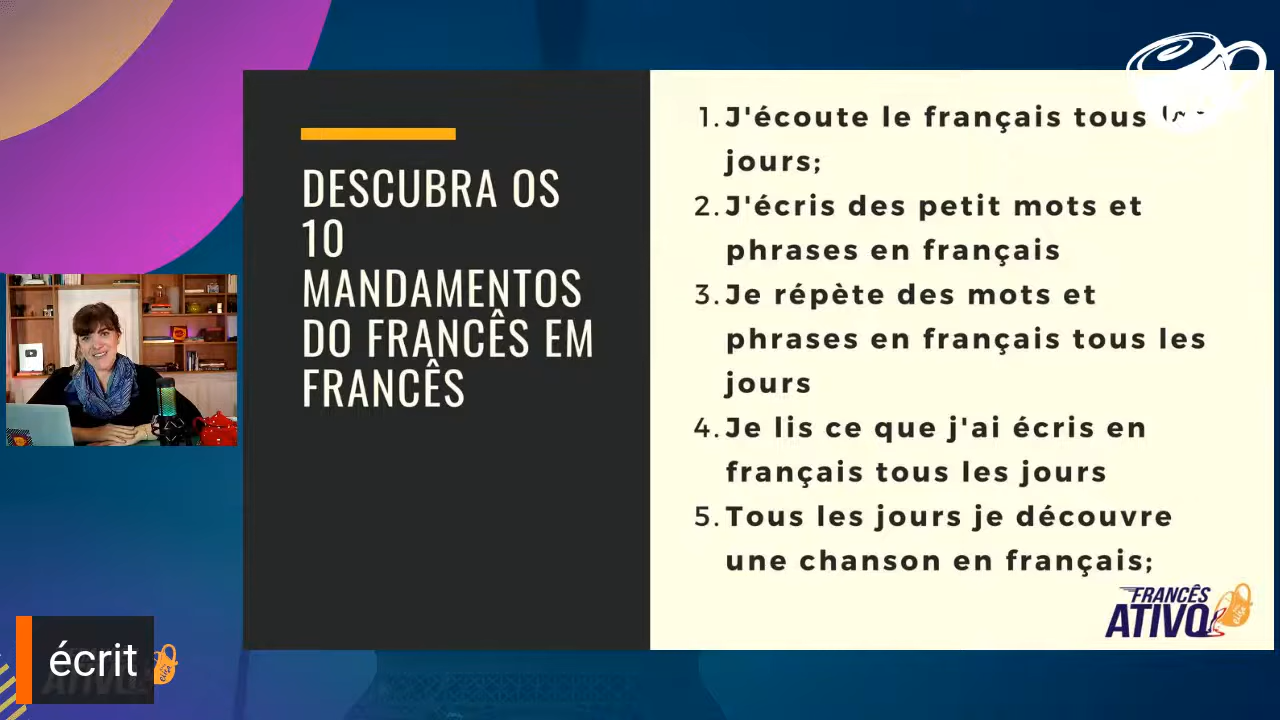 DESCUBRA OS
10
MANDAMENTOS
DO FRANCÊS EM
FRANCÊS
1. J'écoute le français tous les
jours;
2. J'écris des petit mots et
phrases en français
3. Je répète des mots et
phrases en français tous les
jours
4. Je lis ce que j'ai écris en
français tous les jours
5. Tous les jours je découvre
une chanson en français;
FRANCÊS
ATIVO
écrit